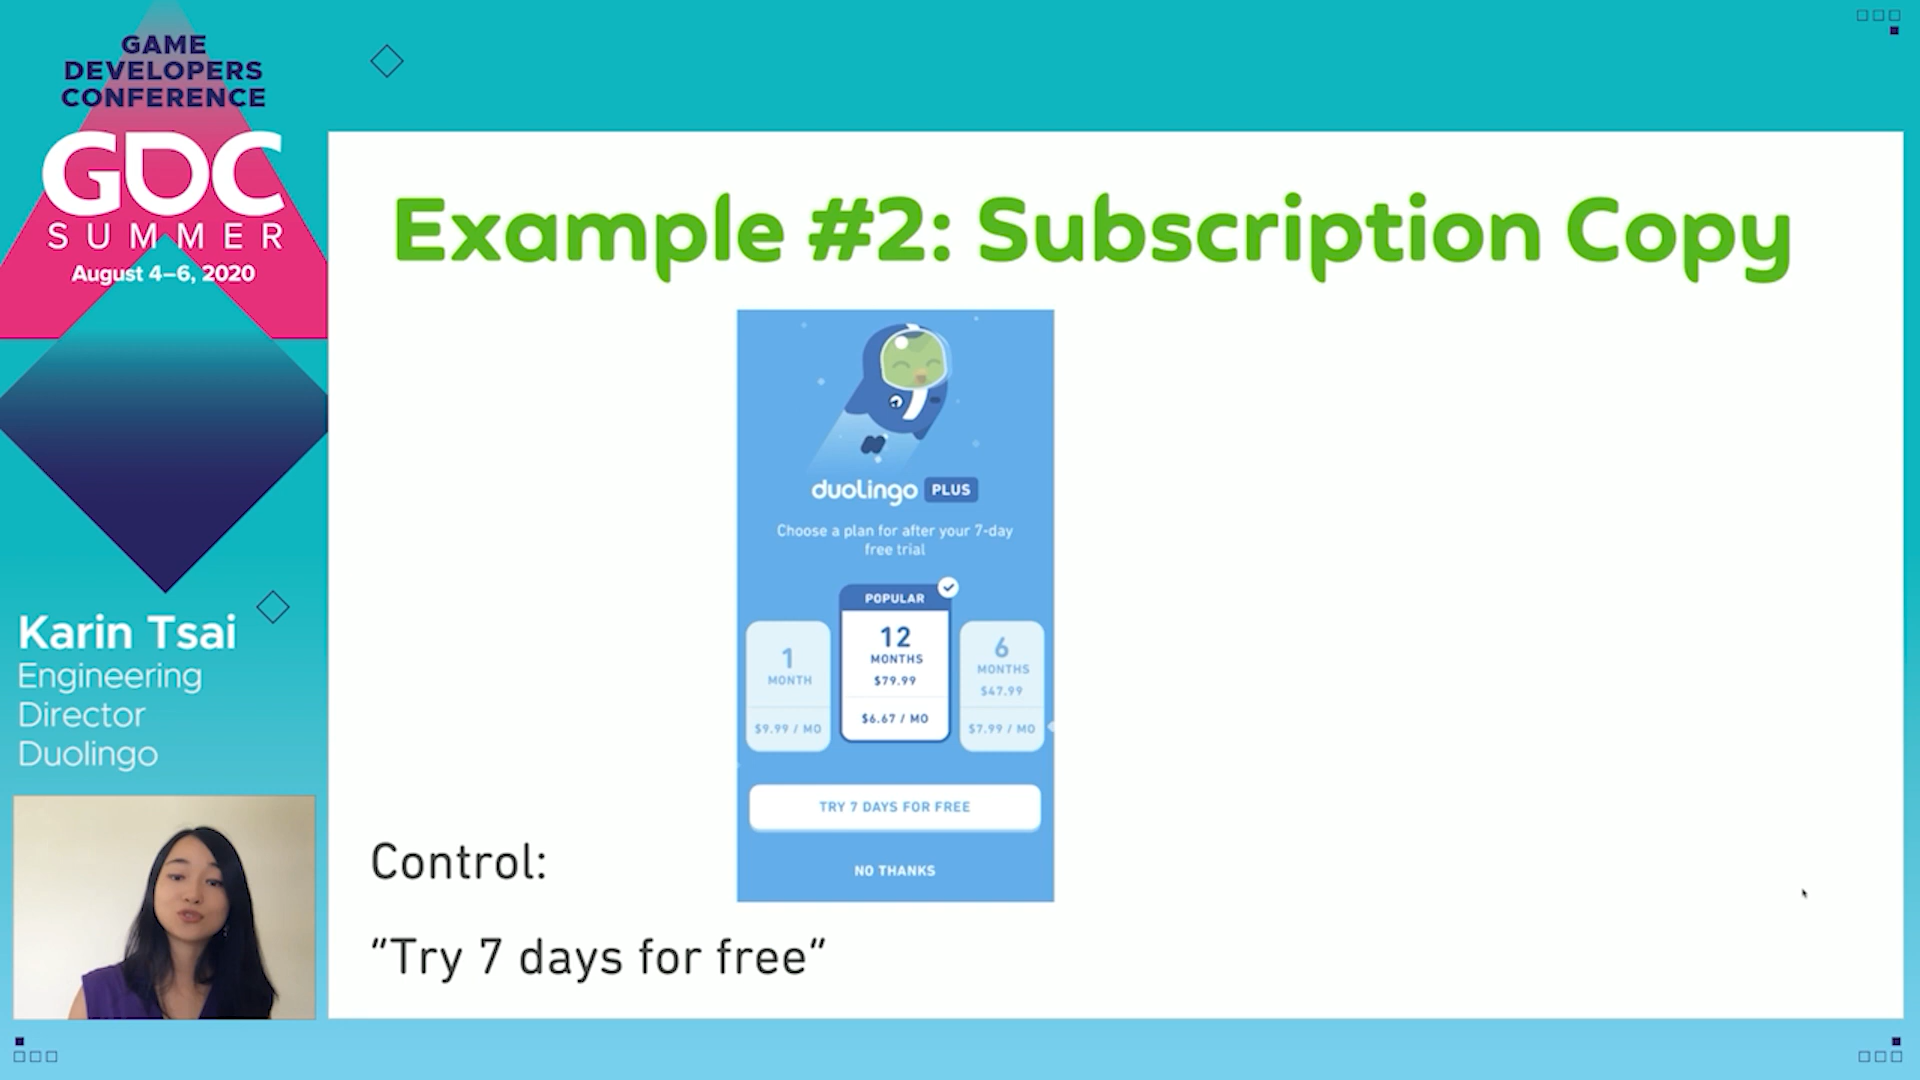 GAME
DEVELOPERS
CONFERENCE
GDC
SUMMER
August 4–6, 2020
Karin Tsai
Engineering
Director
Duolingo
Example #2: Subscription Copy
duolingo PLUS
Choose a plan for after your 7-day
free trial
POPULAR
1
MONTH
$9.99 / MO
12
MONTHS
$79.99
$6.67 / MO
6
MONTHS
$47.99
$7.99 / MO
TRY 7 DAYS FOR FREE
NO THANKS
Control:
“Try 7 days for free“